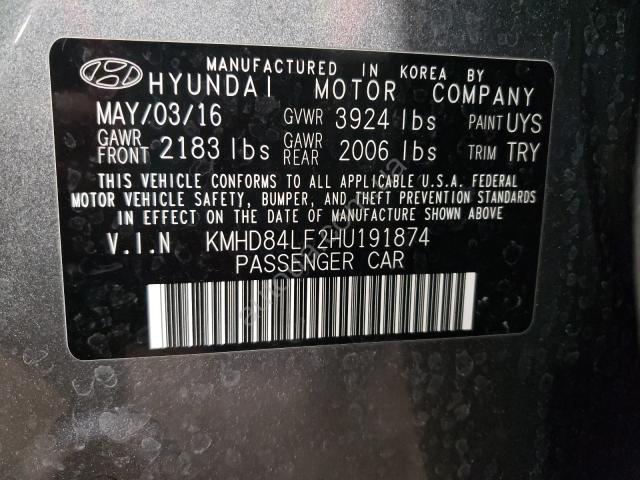 MANUFACTURED IN KOREA BY
HYUNDAI MOTOR COMPANY
MAY/03/16 GVWR 3924 lbs PAINT UYS
GAWR FRONT 2183 lbs GAWR REAR 2006 lbs TRIM TRY
THIS VEHICLE CONFORMS TO ALL APPLICABLE U.S.A. FEDERAL
MOTOR VEHICLE SAFETY, BUMPER, AND THEFT PREVENTION STANDARDS
IN EFFECT ON THE DATE OF MANUFACTURE SHOWN ABOVE
V.I.N KMHD84LF2HU191874
PASSENGER CAR